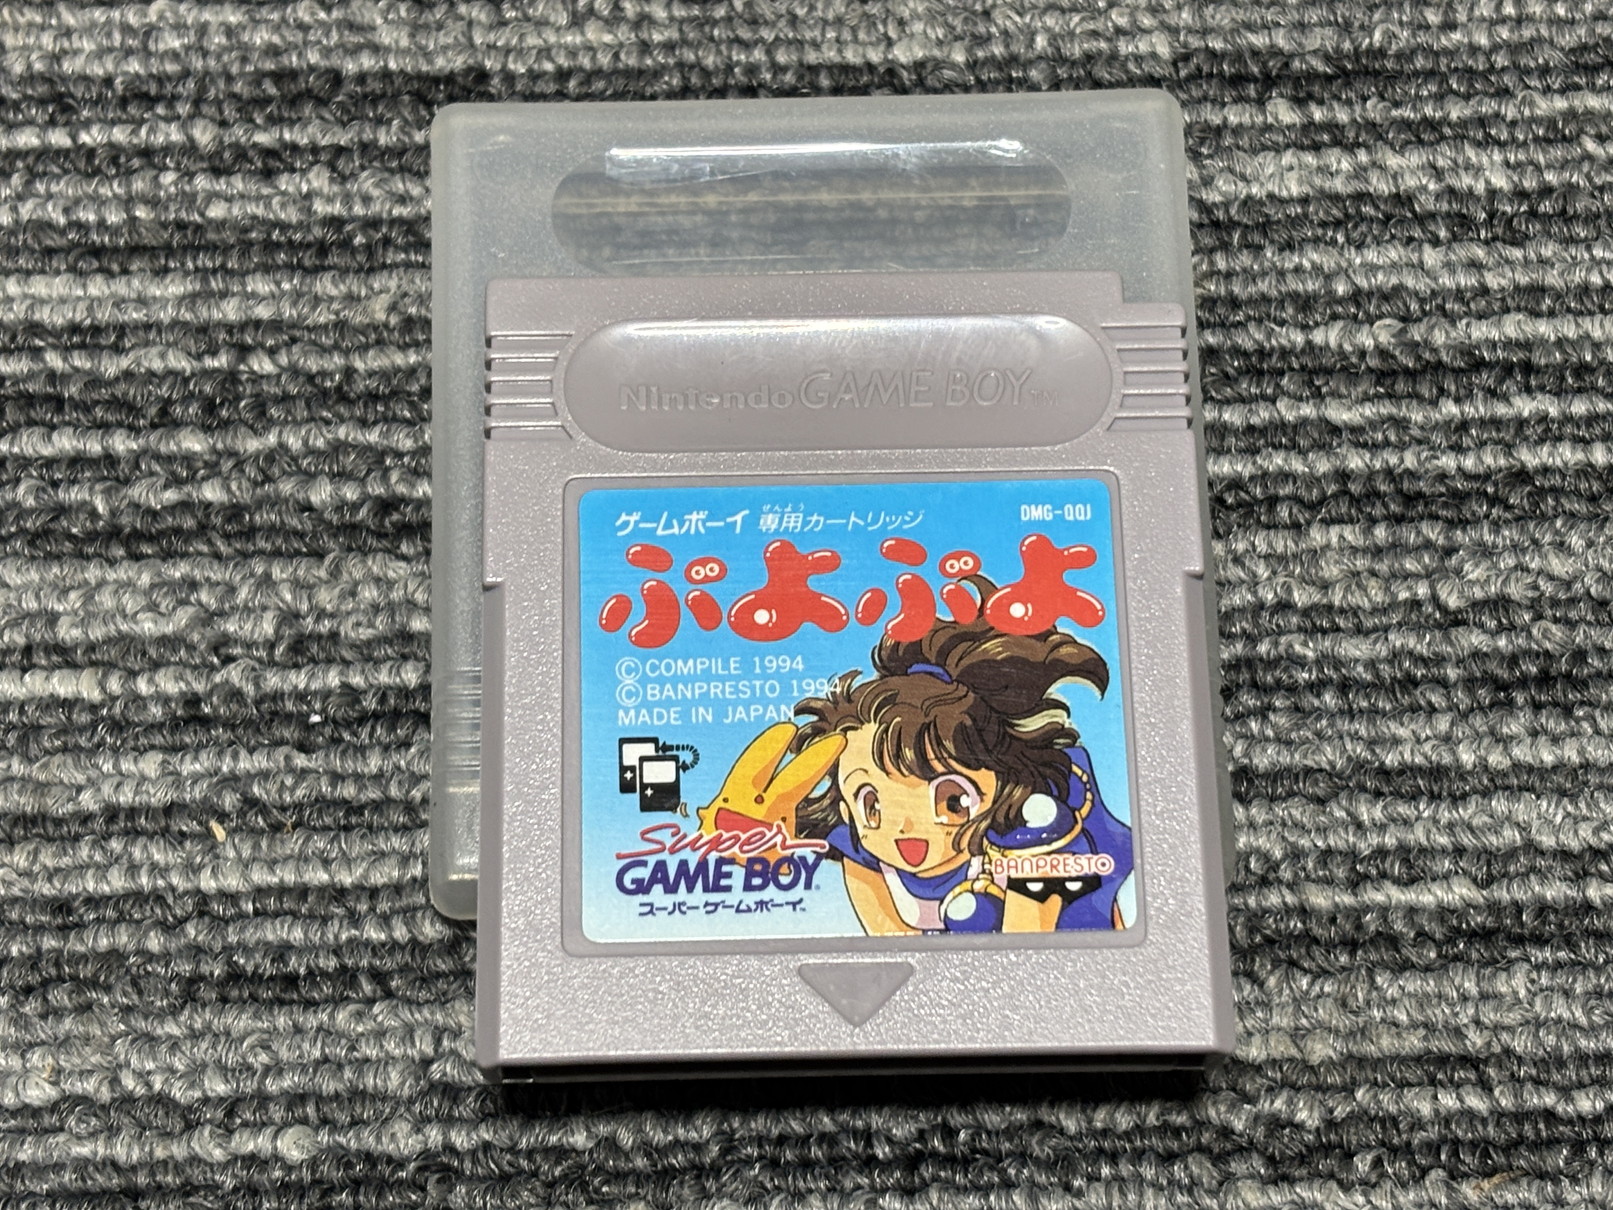 Nintendo GAME BOY TM
せんよう
ゲームボーイ 専用カートリッジ DMG-QQJ
ぷよぷよ
©COMPILE 1994
©BANPRESTO 1994
MADE IN JAPAN
Super
GAME BOY®
スーパーゲームボーイ™
BANPRESTO